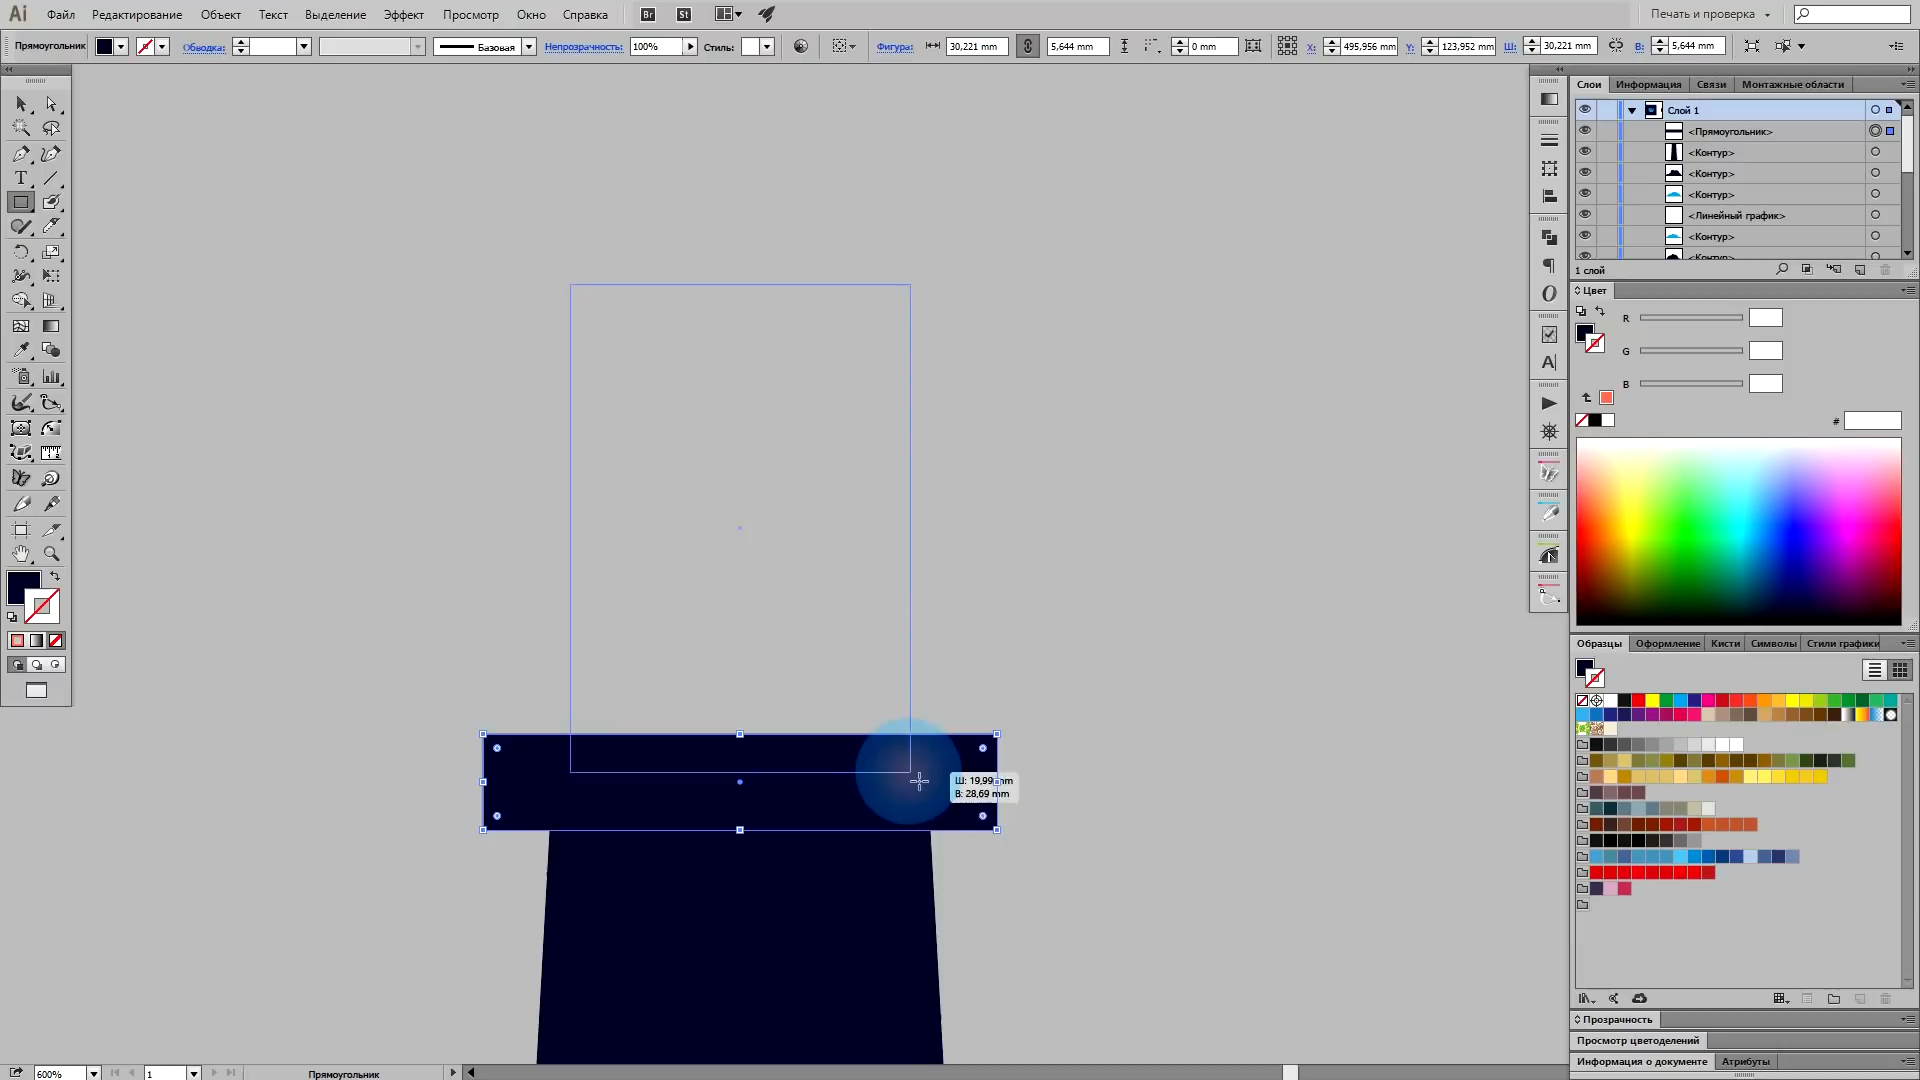 Ai Файл Редактирование Объект Текст Выделение Эффект Просмотр Окно Справка Br St Печать и проверка
Прямоугольник Обводка: Базовая Непрозрачность: 100% Стиль: Фигура: 30,221 mm 5,644 mm 0 mm X: 495,956 mm Y: 123,952 mm Ш: 30,221 mm В: 5,644 mm
Слои Информация Связи Монтажные области
Слой 1
<Прямоугольник>
<Контур>
<Контур>
<Контур>
<Линейный график>
<Контур>
<Контур>
1 слой
Цвет
R
G
B
#
Ш: 19,99 mm
В: 28,69 mm
Образцы Оформление Кисти Символы Стили графики
Прозрачность
Просмотр цветоделений
Информация о документе Атрибуты
600% 1 Прямоугольник